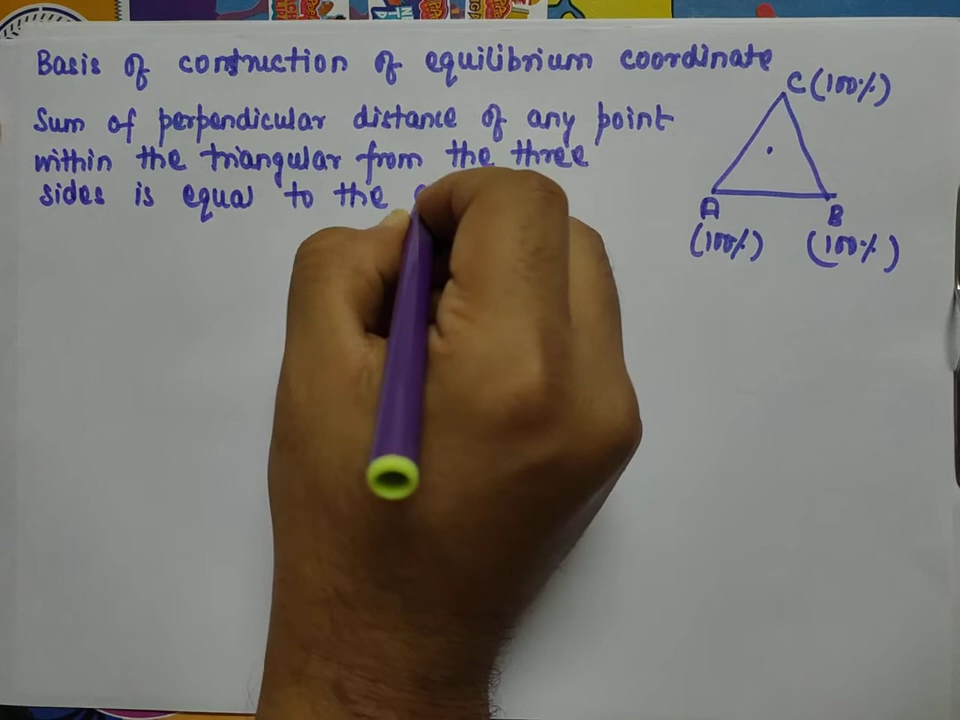 Basis of construction of equilibrium coordinate
Sum of perpendicular distance of any point
within the triangular from the three
sides is equal to the
C (100%)
A
B
(100%)
(100%)